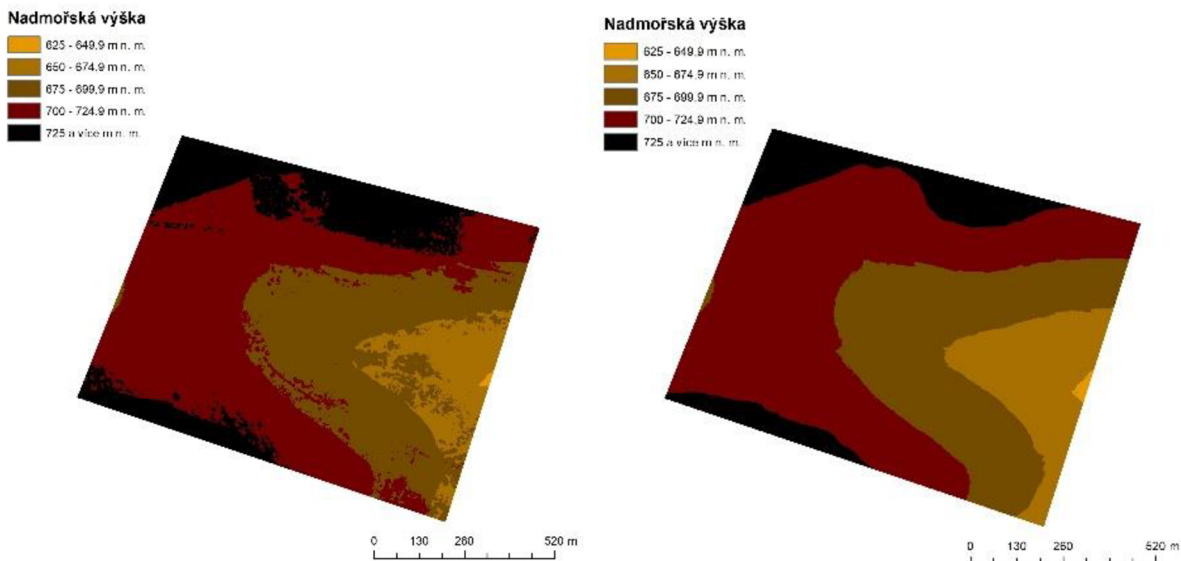 Nadmořská výška
625 - 649.9 m n. m.
650 - 674.9 m n. m.
675 - 699.9 m n. m.
700 - 724.9 m n. m.
725 a více m n. m.
0 130 260 520 m
Nadmořská výška
625 - 649.9 m n. m.
650 - 674.9 m n. m.
675 - 699.9 m n. m.
700 - 724.9 m n. m.
725 a více m n. m.
0 130 260 520 m